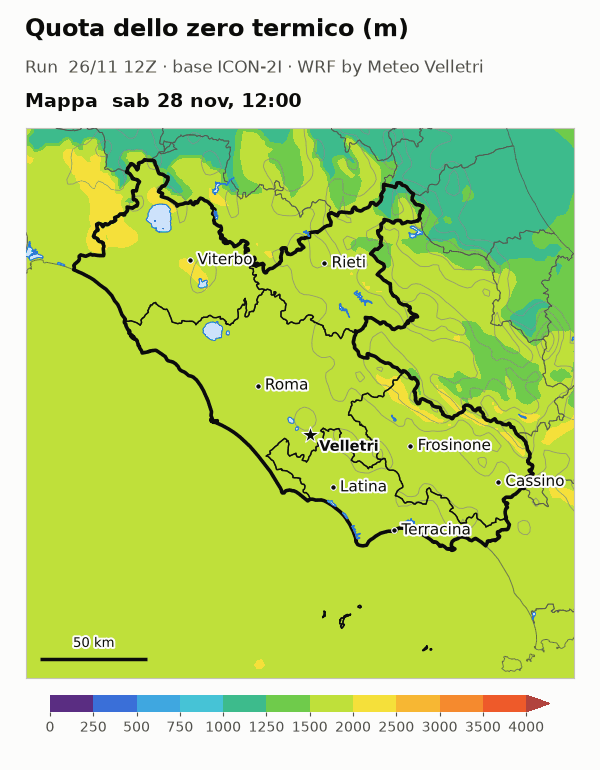 Quota dello zero termico (m)
Run  26/11 12Z · base ICON-2I · WRF by Meteo Velletri
Mappa  sab 28 nov, 12:00
Viterbo
Rieti
Roma
Velletri
Frosinone
Cassino
Latina
Terracina
50 km
0 250 500 750 1000 1250 1500 2000 2500 3000 3500 4000